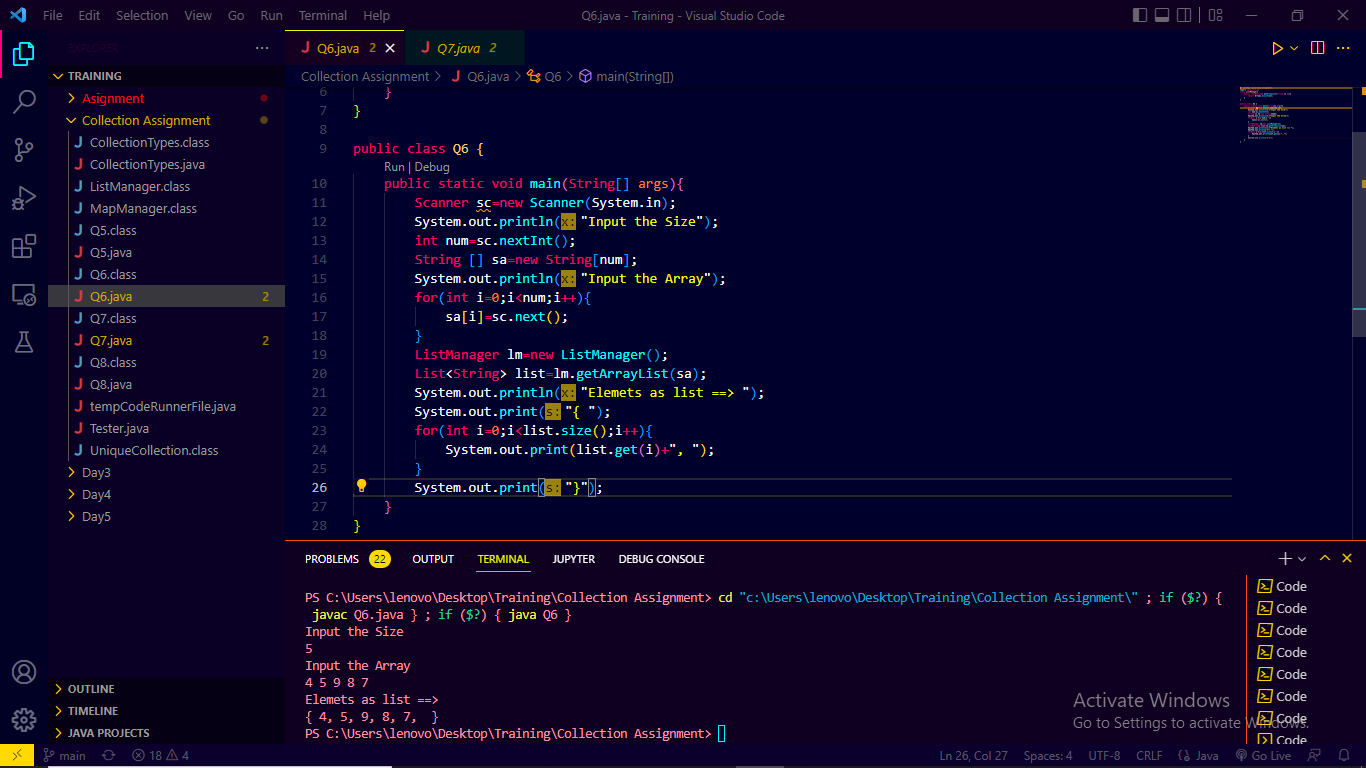 File Edit Selection View Go Run Terminal Help Q6.java - Training - Visual Studio Code
EXPLORER ...
TRAINING
Asignment
Collection Assignment
CollectionTypes.class
CollectionTypes.java
ListManager.class
MapManager.class
Q5.class
Q5.java
Q6.class
Q6.java 2
Q7.class
Q7.java 2
Q8.class
Q8.java
tempCodeRunnerFile.java
Tester.java
UniqueCollection.class
Day3
Day4
Day5
OUTLINE
TIMELINE
JAVA PROJECTS
J Q6.java 2 J Q7.java 2
Collection Assignment > J Q6.java > Q6 > main(String[])
6 }
7 }
8
9 public class Q6 {
Run | Debug
10 public static void main(String[] args){
11 Scanner sc=new Scanner(System.in);
12 System.out.println(x: "Input the Size");
13 int num=sc.nextInt();
14 String [] sa=new String[num];
15 System.out.println(x: "Input the Array");
16 for(int i=0;i<num;i++){
17 sa[i]=sc.next();
18 }
19 ListManager lm=new ListManager();
20 List<String> list=lm.getArrayList(sa);
21 System.out.println(x: "Elemets as list ==> ");
22 System.out.print(s: "{ ");
23 for(int i=0;i<list.size();i++){
24 System.out.print(list.get(i)+", ");
25 }
26 System.out.print(s: "}");
27 }
28 }
PROBLEMS 22 OUTPUT TERMINAL JUPYTER DEBUG CONSOLE
PS C:\Users\lenovo\Desktop\Training\Collection Assignment> cd "c:\Users\lenovo\Desktop\Training\Collection Assignment\" ; if ($?) {
javac Q6.java } ; if ($?) { java Q6 }
Input the Size
5
Input the Array
4 5 9 8 7
Elemets as list ==>
{ 4, 5, 9, 8, 7,  }
PS C:\Users\lenovo\Desktop\Training\Collection Assignment>
Code
Code
Code
Code
Code
Code
Code
Code
Activate Windows
Go to Settings to activate Windows.
main 18 4 Ln 26, Col 27 Spaces: 4 UTF-8 CRLF {} Java Go Live